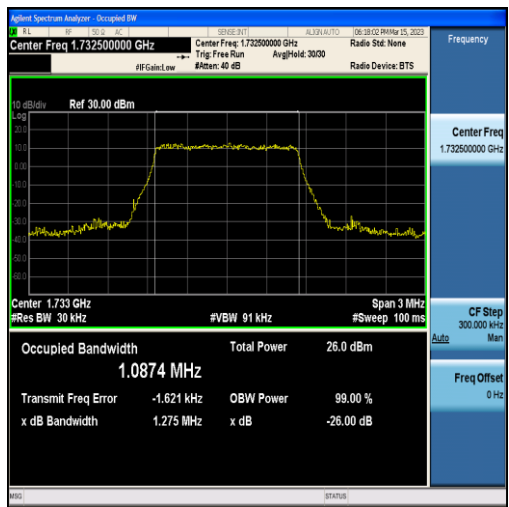 Agilent Spectrum Analyzer - Occupied BW
RL RF 50 Ω AC SENSE:INT ALIGN AUTO 06:18:02 PM Mar 15, 2023
Center Freq 1.732500000 GHz
Center Freq: 1.732500000 GHz
Radio Std: None
Trig: Free Run Avg|Hold: 30/30
#IFGain:Low #Atten: 40 dB Radio Device: BTS
10 dB/div Ref 30.00 dBm
Log
20.0
10.0
0.00
-10.0
-20.0
-30.0
-40.0
-50.0
-60.0
Center 1.733 GHz Span 3 MHz
#Res BW 30 kHz #VBW 91 kHz #Sweep 100 ms
Occupied Bandwidth Total Power 26.0 dBm
1.0874 MHz
Transmit Freq Error -1.621 kHz OBW Power 99.00 %
x dB Bandwidth 1.275 MHz x dB -26.00 dB
Frequency
Center Freq
1.732500000 GHz
CF Step
300.000 kHz
Auto Man
Freq Offset
0 Hz
MSG STATUS